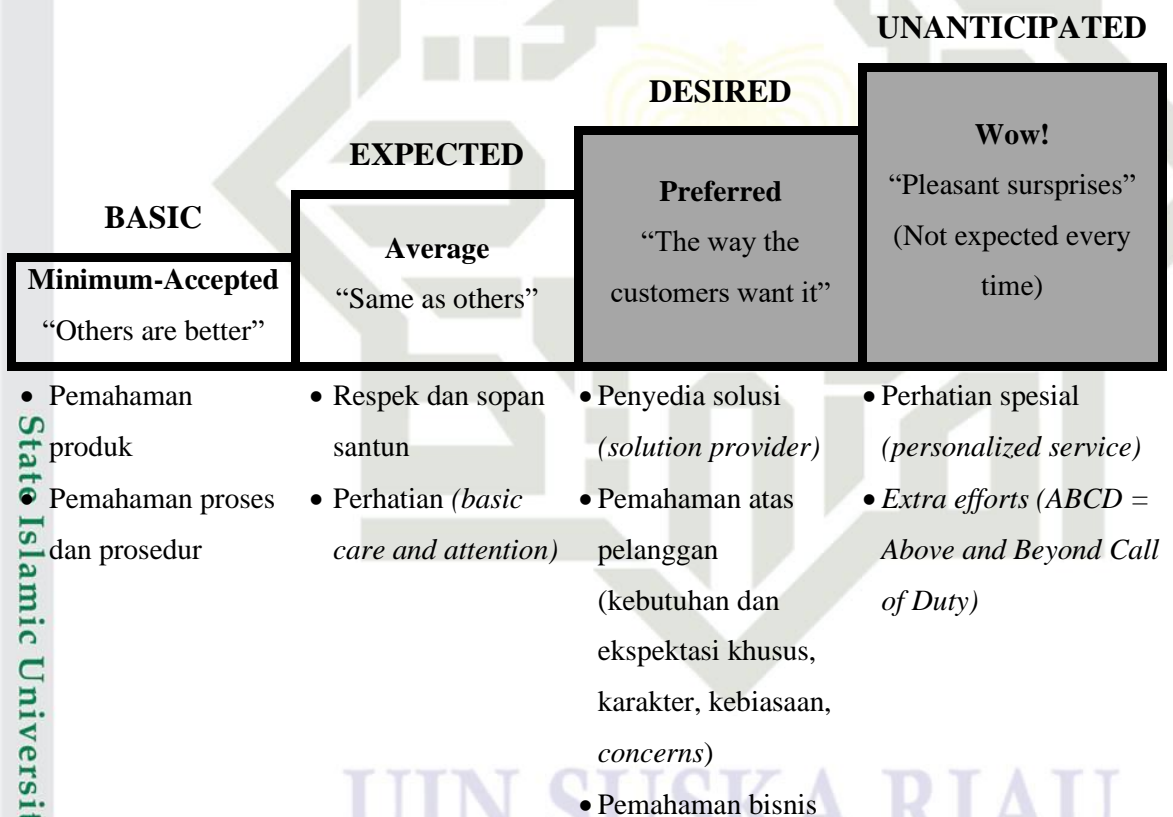 UNANTICIPATED
DESIRED
EXPECTED
BASIC
Wow!
“Pleasant sursprises”
(Not expected every
time)
Preferred
“The way the
customers want it”
Average
“Same as others”
Minimum-Accepted
“Others are better”
• Pemahaman
produk
• Pemahaman proses
dan prosedur
• Respek dan sopan
santun
• Perhatian (basic
care and attention)
• Penyedia solusi
(solution provider)
• Pemahaman atas
pelanggan
(kebutuhan dan
ekspektasi khusus,
karakter, kebiasaan,
concerns)
• Pemahaman bisnis
• Perhatian spesial
(personalized service)
• Extra efforts (ABCD =
Above and Beyond Call
of Duty)
State Islamic Universit
UIN SUSKA RIAU